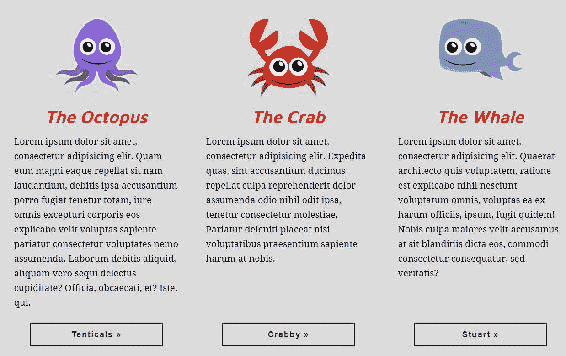 The Octopus
Lorem ipsum dolor sit amet,
consectetur adipisicing elit. Quam
eum magni eaque repellat sit nam
laudantium, debitis ipsa accusantium
porro fugiat tenetur totam, iure
omnis excepturi corporis eos
explicabo velit voluptas sapiente
pariatur consectetur voluptates nemo
assumenda. Laborum debitis aliquid,
aliquam vero sequi delectus
cupiditate? Officia, obcaecati, et? Iste,
qui.
Tenticals »
The Crab
Lorem ipsum dolor sit amet,
consectetur adipisicing elit. Expedita
quas, sint accusantium ducimus
repellat culpa reprehenderit dolor
assumenda odio nihil odit ipsa,
tenetur consectetur molestiae.
Pariatur deleniti placeat nisi
voluptatibus praesentium sapiente
harum at nobis.
Crabby »
The Whale
Lorem ipsum dolor sit amet,
consectetur adipisicing elit. Quaerat
architecto quis voluptatem, ratione
est explicabo nihil nesciunt
voluptatum omnis, voluptas ea ex
harum officiis, ipsum, fugit quidem!
Nobis culpa maiores velit accusamus
at sit blanditiis dicta eos, commodi
consectetur consequatur, sed
veritatis?
Stuart »